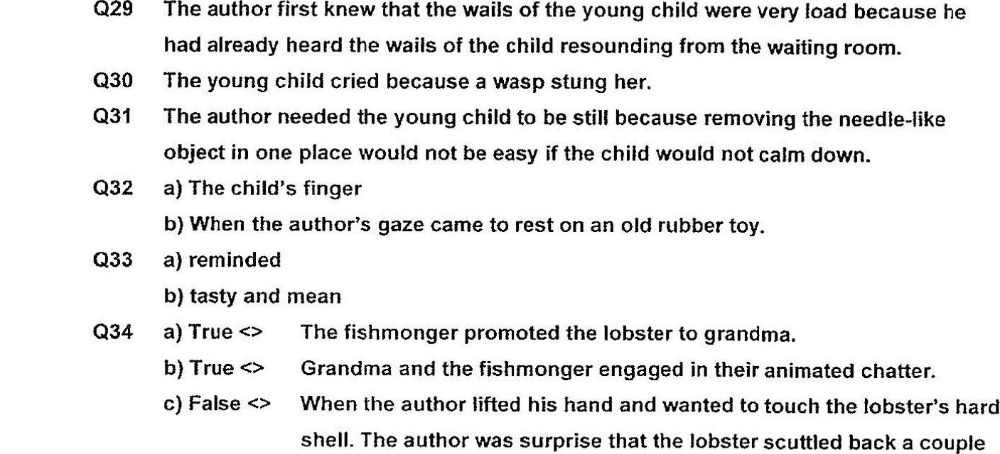 Q29 The author first knew that the wails of the young child were very load because he
had already heard the wails of the child resounding from the waiting room.
Q30 The young child cried because a wasp stung her.
Q31 The author needed the young child to be still because removing the needle-like
object in one place would not be easy if the child would not calm down.
Q32 a) The child's finger
b) When the author's gaze came to rest on an old rubber toy.
Q33 a) reminded
b) tasty and mean
Q34 a) True <> The fishmonger promoted the lobster to grandma.
b) True <> Grandma and the fishmonger engaged in their animated chatter.
c) False <> When the author lifted his hand and wanted to touch the lobster's hard
shell. The author was surprise that the lobster scuttled back a couple